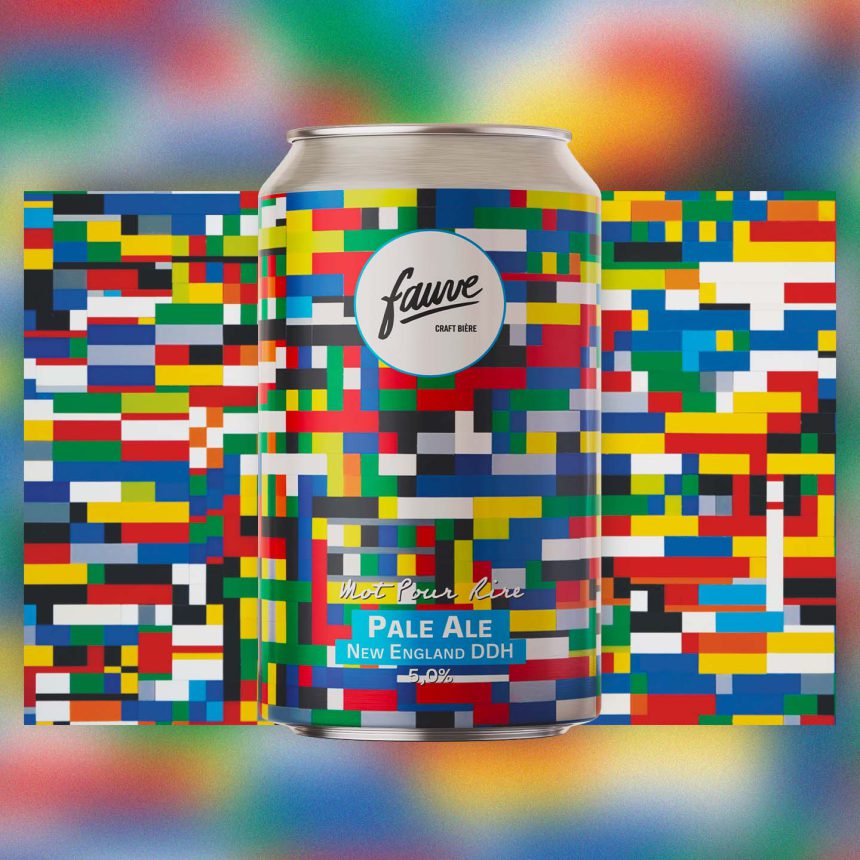 fauve
CRAFT BIÈRE
Mot Pour Rire
PALE ALE
NEW ENGLAND DDH
5,0%